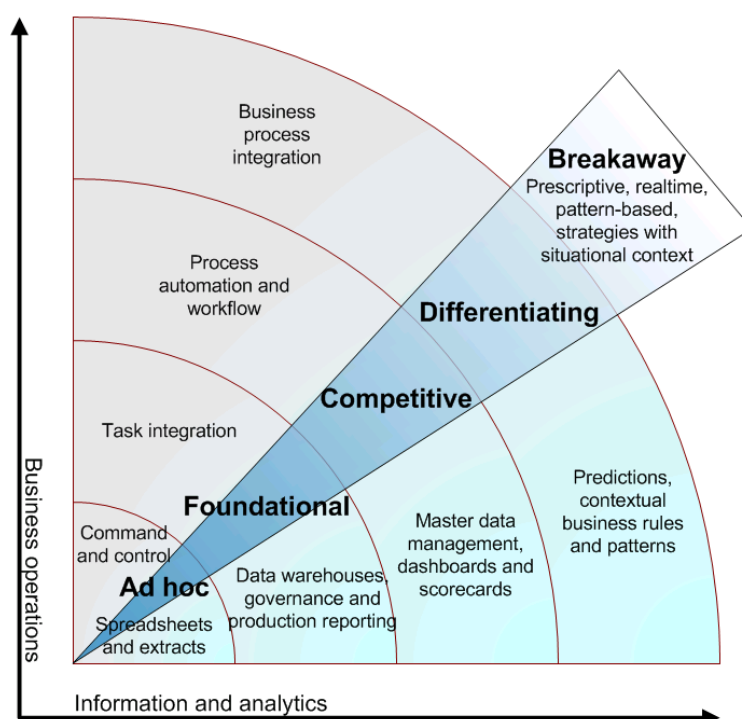 Business
process
integration
Breakaway
Prescriptive, realtime,
pattern-based,
strategies with
situational context
Process
automation and
workflow
Differentiating
Competitive
Task integration
Predictions,
contextual
business rules
and patterns
Foundational
Master data
management,
dashboards and
scorecards
Command
and control
Data warehouses,
governance and
production reporting
Ad hoc
Spreadsheets
and extracts
Business operations
Information and analytics